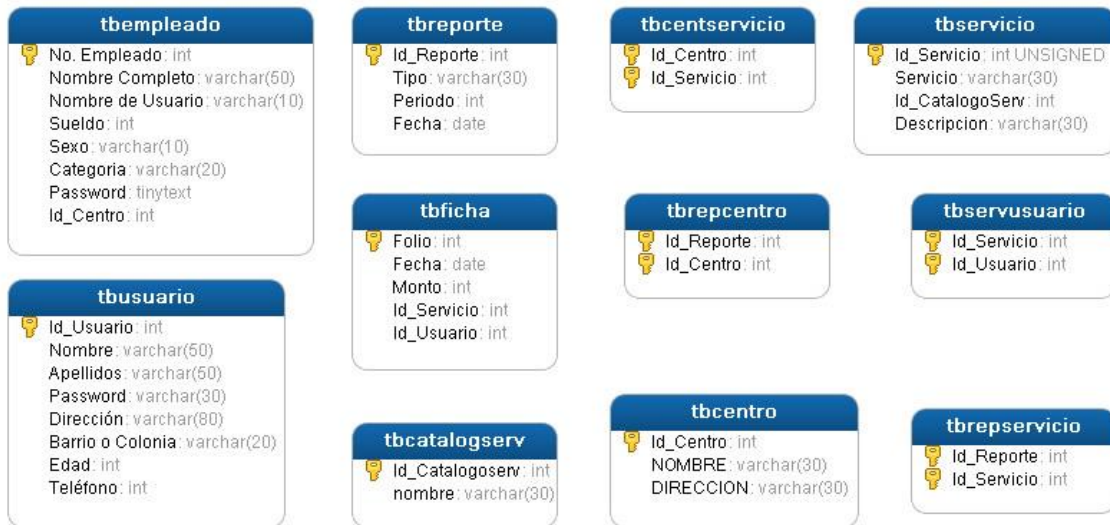 tbempleado
No. Empleado: int
Nombre Completo: varchar(50)
Nombre de Usuario: varchar(10)
Sueldo: int
Sexo: varchar(10)
Categoria: varchar(20)
Password: tinytext
Id_Centro: int
tbreporte
Id_Reporte: int
Tipo: varchar(30)
Periodo: int
Fecha: date
tbcentservicio
Id_Centro: int
Id_Servicio: int
tbservicio
Id_Servicio: int UNSIGNED
Servicio: varchar(30)
Id_CatalogoServ: int
Descripcion: varchar(30)
tbficha
Folio: int
Fecha: date
Monto: int
Id_Servicio: int
Id_Usuario: int
tbrepcentro
Id_Reporte: int
Id_Centro: int
tbservusuario
Id_Servicio: int
Id_Usuario: int
tbusuario
Id_Usuario: int
Nombre: varchar(50)
Apellidos: varchar(50)
Password: varchar(30)
Dirección: varchar(80)
Barrio o Colonia: varchar(20)
Edad: int
Teléfono: int
tbcatalogserv
Id_Catalogoserv: int
nombre: varchar(30)
tbcentro
Id_Centro: int
NOMBRE: varchar(30)
DIRECCION: varchar(30)
tbrepservicio
Id_Reporte: int
Id_Servicio: int